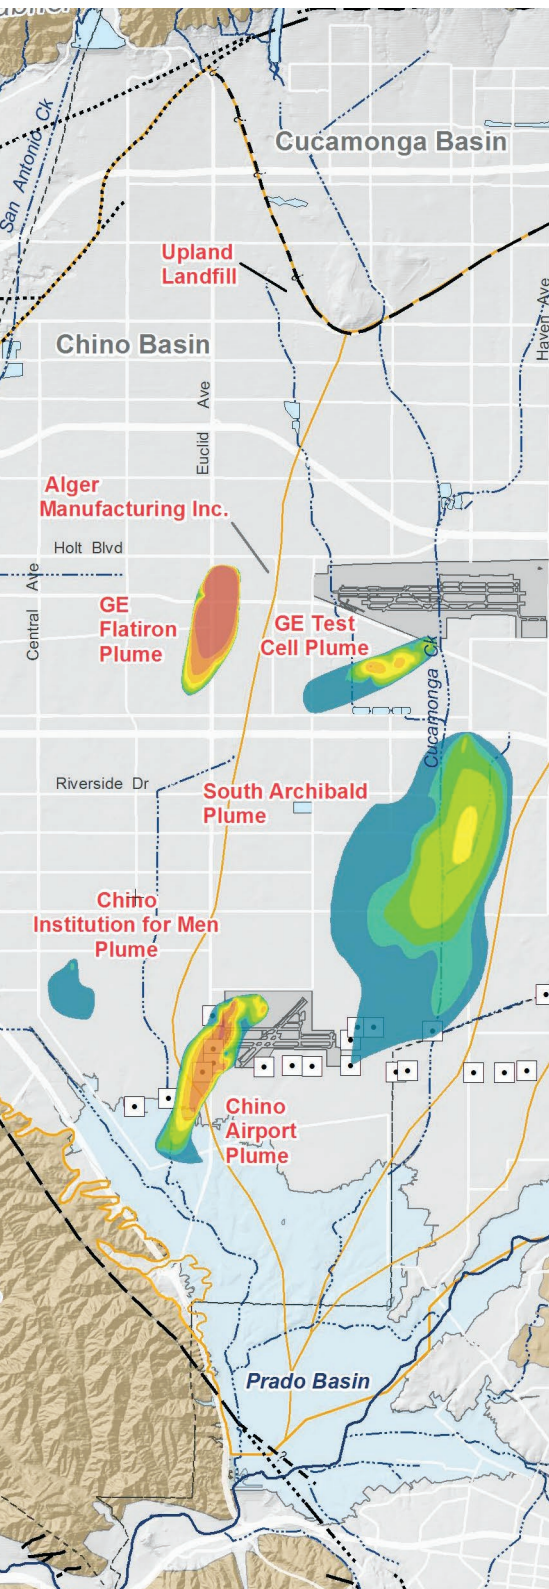 San Antonio Ck
Cucamonga Basin
Upland
Landfill
Haven Ave
Chino Basin
Euclid Ave
Alger
Manufacturing Inc.
Holt Blvd
Central Ave
GE
Flatiron
Plume
GE Test
Cell Plume
Cucamonga Ck
Riverside Dr
South Archibald
Plume
Chino
Institution for Men
Plume
Chino
Airport
Plume
Prado Basin